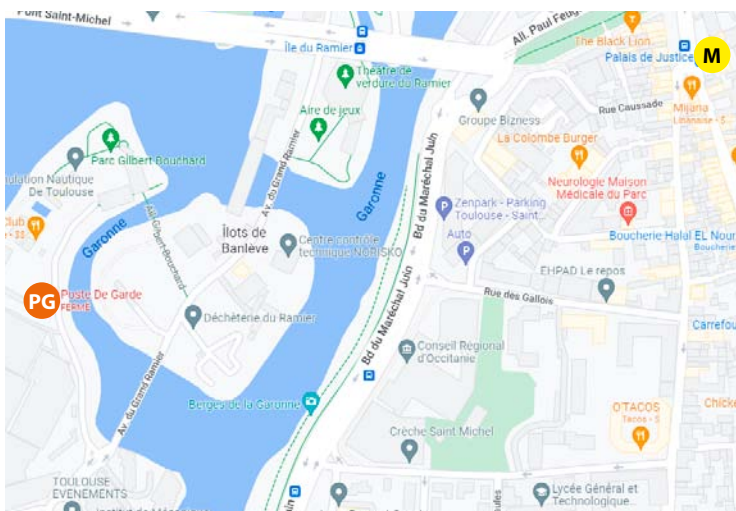 Pont Saint-Michel
Île du Ramier
All. Paul Feug
The Black Lion
Palais de Justice
M
Théâtre de
verdure du Ramier
Aire de jeux
Groupe Bizness
Rue Caussade
Mijana
Libanaise - $
La Colombe Burger
Parc Gilbert Bouchard
ulation Nautique
De Toulouse
Av. du Grand Ramier
Garonne
Bd du Maréchal Juin
Neurologie Maison
Médicale du Parc
Zenpark - Parking
Toulouse - Saint...
Auto
Boucherie Halal EL Nour
Boucherie
Club
e - $$
Garonne
All. Gilbert Bouchard
Îlots de
Banlève
Centre contrôle
technique NORISKO
EHPAD Le repos
PG
Poste De Garde
FERMÉ
Rue des Gallois
Déchèterie du Ramier
Bd du Maréchal Juin
Carrefou
Conseil Régional
d'Occitanie
Av. du Grand Ramier
Berges de la Garonne
O'TACOS
Tacos - $
Chicke
Crèche Saint Michel
TOULOUSE
EVENEMENTS
Lycée Général et
Technologique